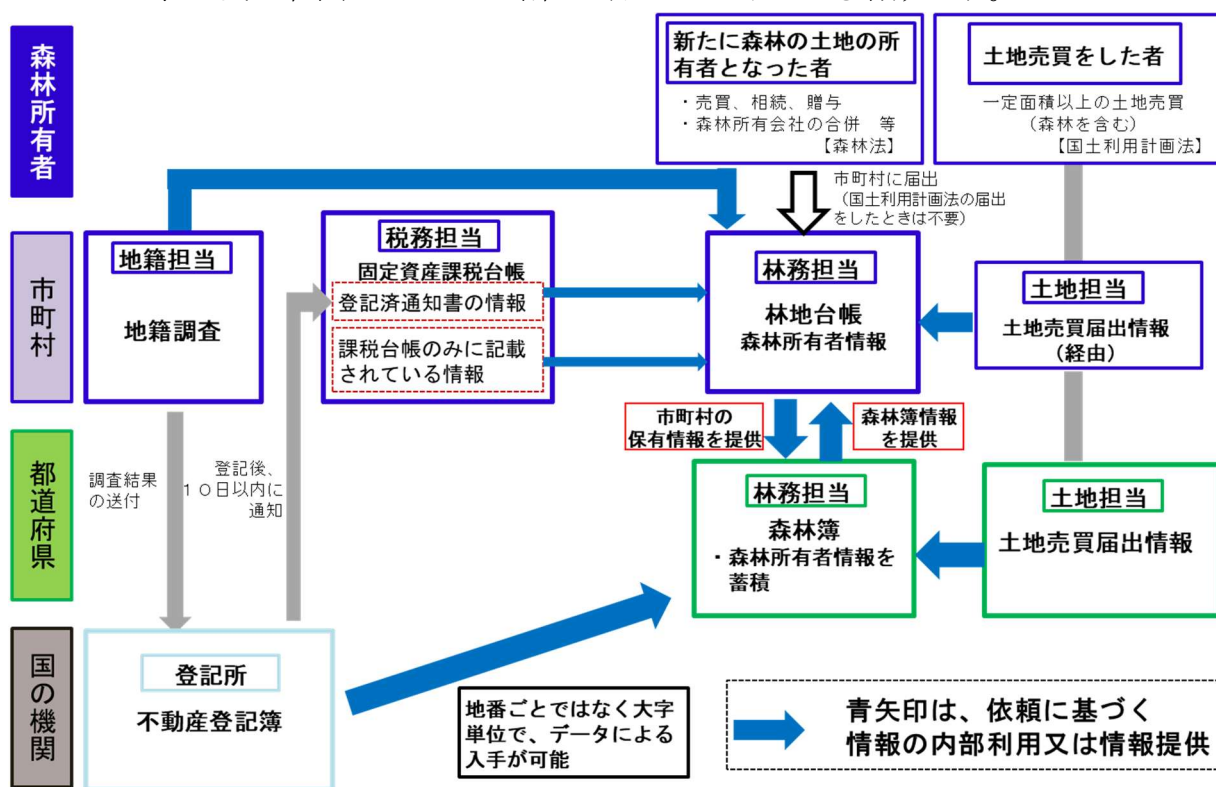 森林所有者
新たに森林の土地の所
有者となった者
・売買、相続、贈与
・森林所有会社の合併 等
【森林法】
土地売買をした者
一定面積以上の土地売買
(森林を含む)
【国土利用計画法】
市町村に届出
(国土利用計画法の届出
をしたときは不要)
市町村
地籍担当
地籍調査
税務担当
固定資産課税台帳
登記済通知書の情報
課税台帳のみに記載
されている情報
林務担当
林地台帳
森林所有者情報
土地担当
土地売買届出情報
(経由)
市町村の
保有情報を提供
森林簿情報
を提供
都道府県
調査結果
の送付
登記後、
10日以内に
通知
林務担当
森林簿
・森林所有者情報を
蓄積
土地担当
土地売買届出情報
国の機関
登記所
不動産登記簿
地番ごとではなく大字
単位で、データによる
入手が可能
青矢印は、依頼に基づく
情報の内部利用又は情報提供